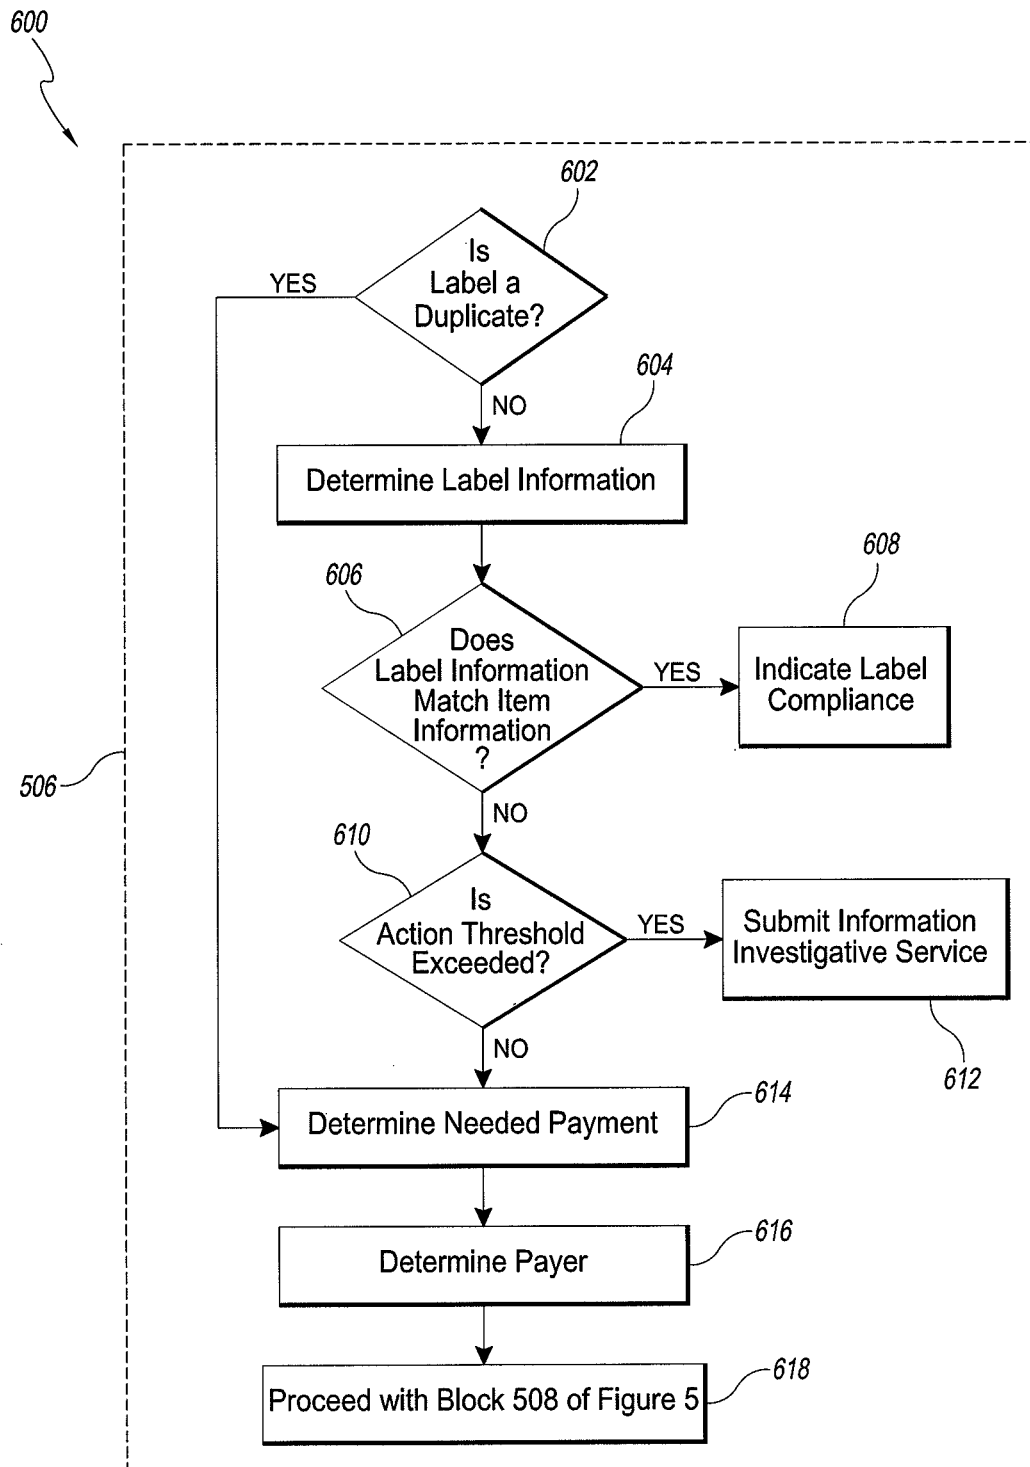 600
602
Is
Label a
Duplicate?
YES
NO
604
Determine Label Information
606
Does
Label Information
Match Item
Information
?
YES
608
Indicate Label
Compliance
506
NO
610
Is
Action Threshold
Exceeded?
YES
Submit Information
Investigative Service
612
NO
Determine Needed Payment
614
Determine Payer
616
Proceed with Block 508 of Figure 5
618